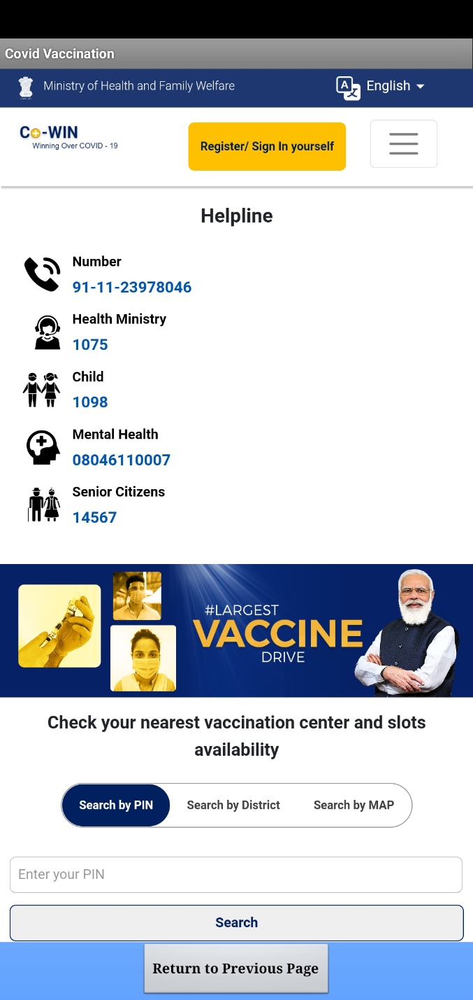 Covid Vaccination
Ministry of Health and Family Welfare
English
Co-WIN
Winning Over COVID - 19
Register/ Sign In yourself
Helpline
Number
91-11-23978046
Health Ministry
1075
Child
1098
Mental Health
08046110007
Senior Citizens
14567
#LARGEST
VACCINE
DRIVE
Check your nearest vaccination center and slots
availability
Search by PIN Search by District Search by MAP
Enter your PIN
Search
Return to Previous Page